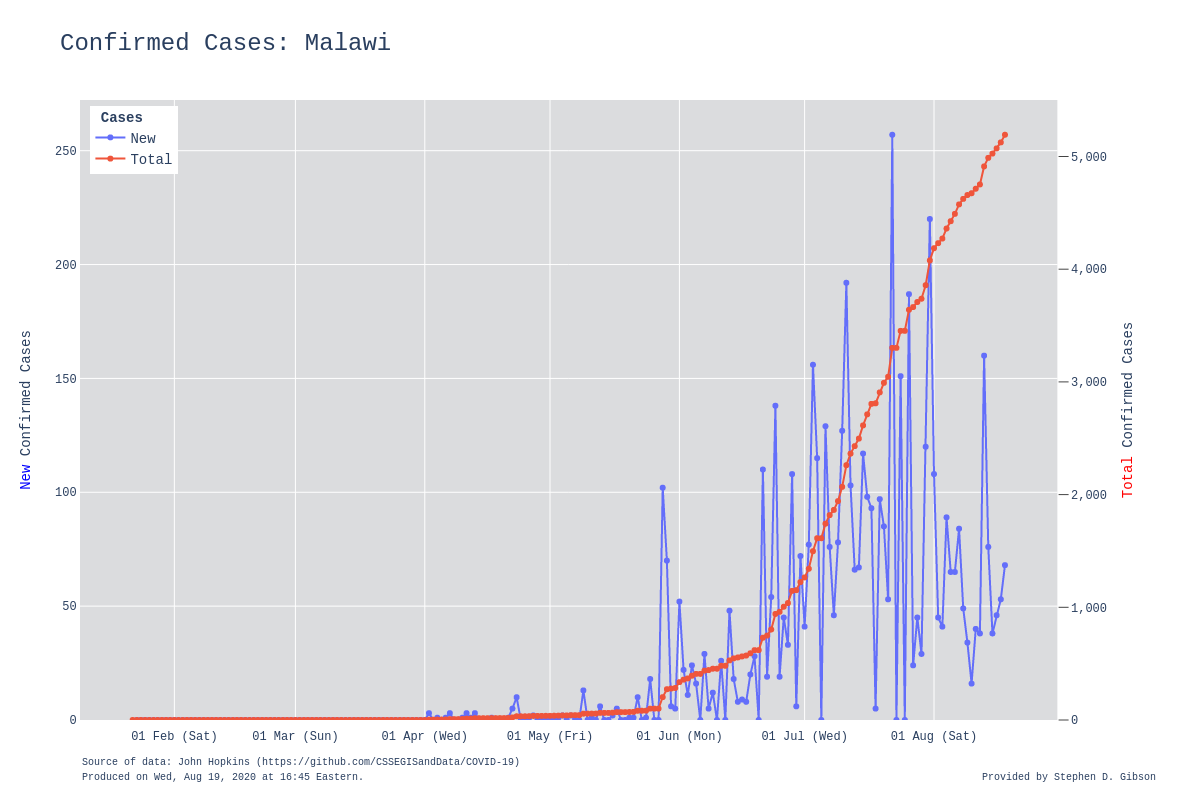 Confirmed Cases: Malawi
Cases
New
Total
250
200
150
100
50
0
5,000
4,000
3,000
2,000
1,000
0
New Confirmed Cases
Total Confirmed Cases
01 Feb (Sat)
01 Mar (Sun)
01 Apr (Wed)
01 May (Fri)
01 Jun (Mon)
01 Jul (Wed)
01 Aug (Sat)
Source of data: John Hopkins (https://github.com/CSSEGISandData/COVID-19)
Produced on Wed, Aug 19, 2020 at 16:45 Eastern.
Provided by Stephen D. Gibson